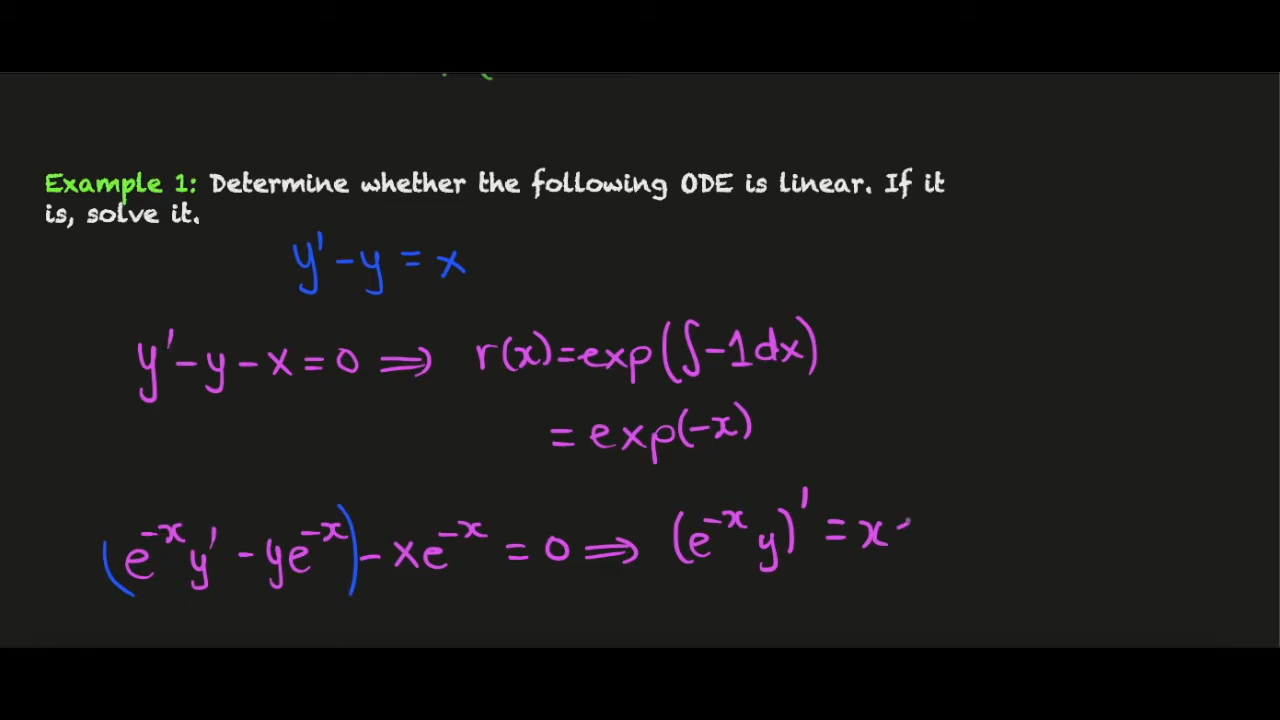 Example 1: Determine whether the following ODE is linear. If it
is, solve it.
y' - y = x
y' - y - x = 0 ⟹ r(x) = exp(∫-1dx)
= exp(-x)
(e^{-x}y' - ye^{-x}) - xe^{-x} = 0 ⟹ (e^{-x}y)' = x